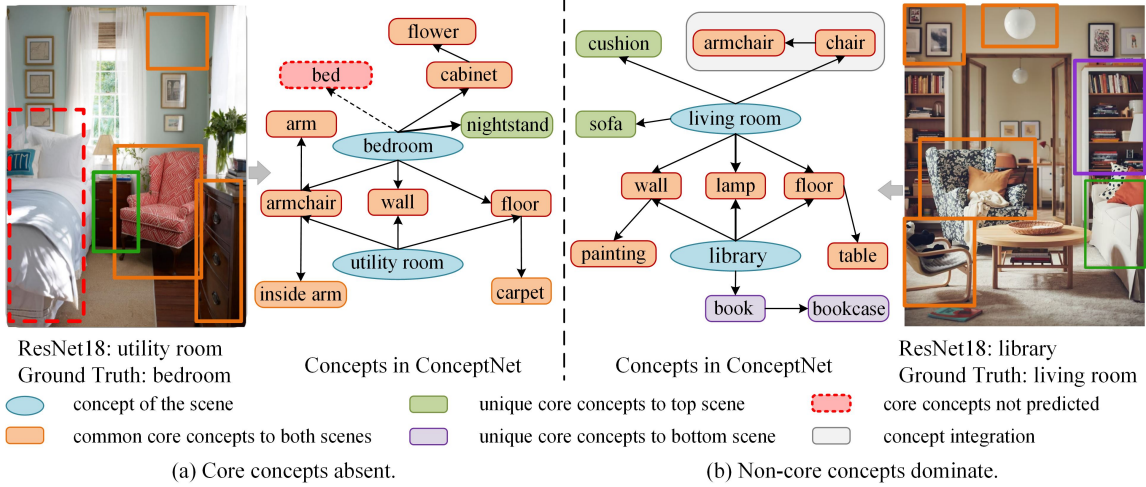 flower
bed
cabinet
arm
nightstand
bedroom
armchair
wall
floor
utility room
inside arm
carpet
cushion
armchair
chair
sofa
living room
wall
lamp
floor
painting
library
table
book
bookcase
ResNet18: utility room
Ground Truth: bedroom
Concepts in ConceptNet
Concepts in ConceptNet
ResNet18: library
Ground Truth: living room
concept of the scene
unique core concepts to top scene
core concepts not predicted
common core concepts to both scenes
unique core concepts to bottom scene
concept integration
(a) Core concepts absent.
(b) Non-core concepts dominate.